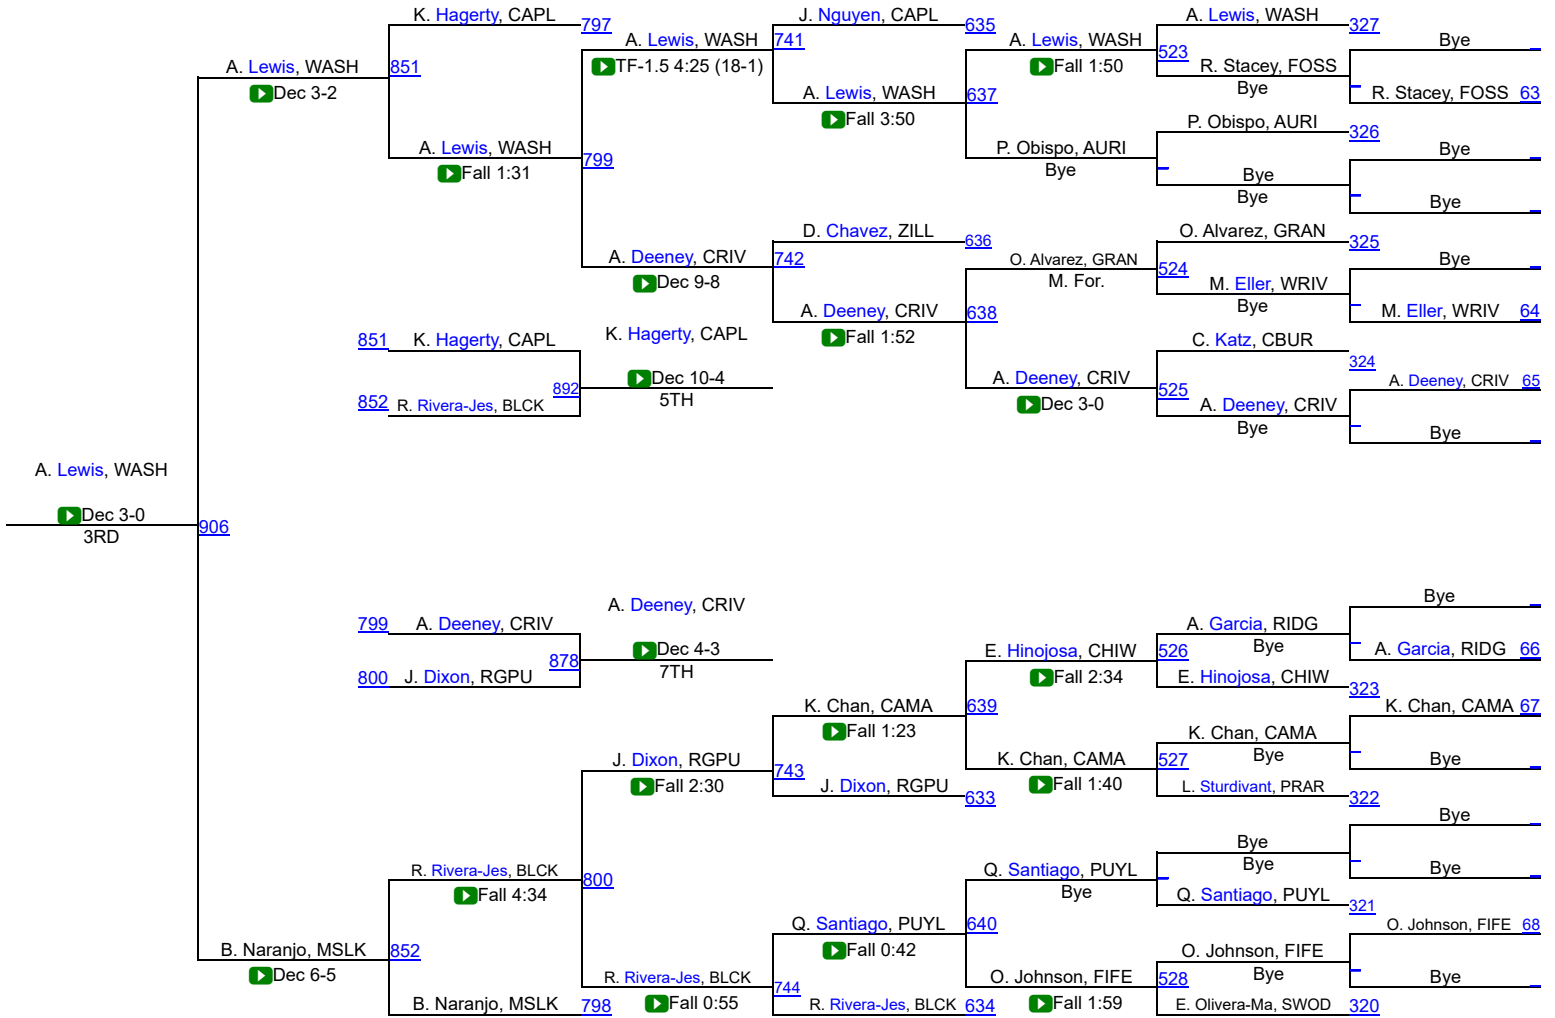 K. Hagerty, CAPL
797
J. Nguyen, CAPL
635
A. Lewis, WASH
327
A. Lewis, WASH
741
A. Lewis, WASH
523
Bye
A. Lewis, WASH
851
TF-1.5 4:25 (18-1)
Fall 1:50
R. Stacey, FOSS
Bye
Dec 3-2
A. Lewis, WASH
637
R. Stacey, FOSS 63
Fall 3:50
P. Obispo, AURI
326
A. Lewis, WASH
799
P. Obispo, AURI
Bye
Fall 1:31
Bye
Bye
Bye
Bye
D. Chavez, ZILL
636
O. Alvarez, GRAN
325
A. Deeney, CRIV
742
O. Alvarez, GRAN
524
Bye
Dec 9-8
M. For.
M. Eller, WRIV
Bye
A. Deeney, CRIV
638
M. Eller, WRIV 64
851 K. Hagerty, CAPL
K. Hagerty, CAPL
Fall 1:52
C. Katz, CBUR
324
892
Dec 10-4
5TH
A. Deeney, CRIV
525
A. Deeney, CRIV 65
852 R. Rivera-Jes, BLCK
Dec 3-0
A. Deeney, CRIV
Bye
Bye
A. Lewis, WASH
Dec 3-0
906
3RD
A. Deeney, CRIV
Bye
799 A. Deeney, CRIV
A. Garcia, RIDG
Bye
878
Dec 4-3
7TH
E. Hinojosa, CHIW
526
A. Garcia, RIDG 66
800 J. Dixon, RGPU
Fall 2:34
E. Hinojosa, CHIW
323
K. Chan, CAMA
639
K. Chan, CAMA 67
Fall 1:23
K. Chan, CAMA
Bye
J. Dixon, RGPU
743
K. Chan, CAMA
527
Bye
Fall 2:30
J. Dixon, RGPU
633
Fall 1:40
L. Sturdivant, PRAR
322
Bye
Bye
Bye
R. Rivera-Jes, BLCK
800
Q. Santiago, PUYL
Bye
Bye
Fall 4:34
Q. Santiago, PUYL
321
Q. Santiago, PUYL
640
O. Johnson, FIFE 68
B. Naranjo, MSLK
852
Fall 0:42
O. Johnson, FIFE
Bye
Dec 6-5
R. Rivera-Jes, BLCK
744
O. Johnson, FIFE
528
Bye
B. Naranjo, MSLK
798
Fall 0:55
R. Rivera-Jes, BLCK 634
Fall 1:59
E. Olivera-Ma, SWOD
320